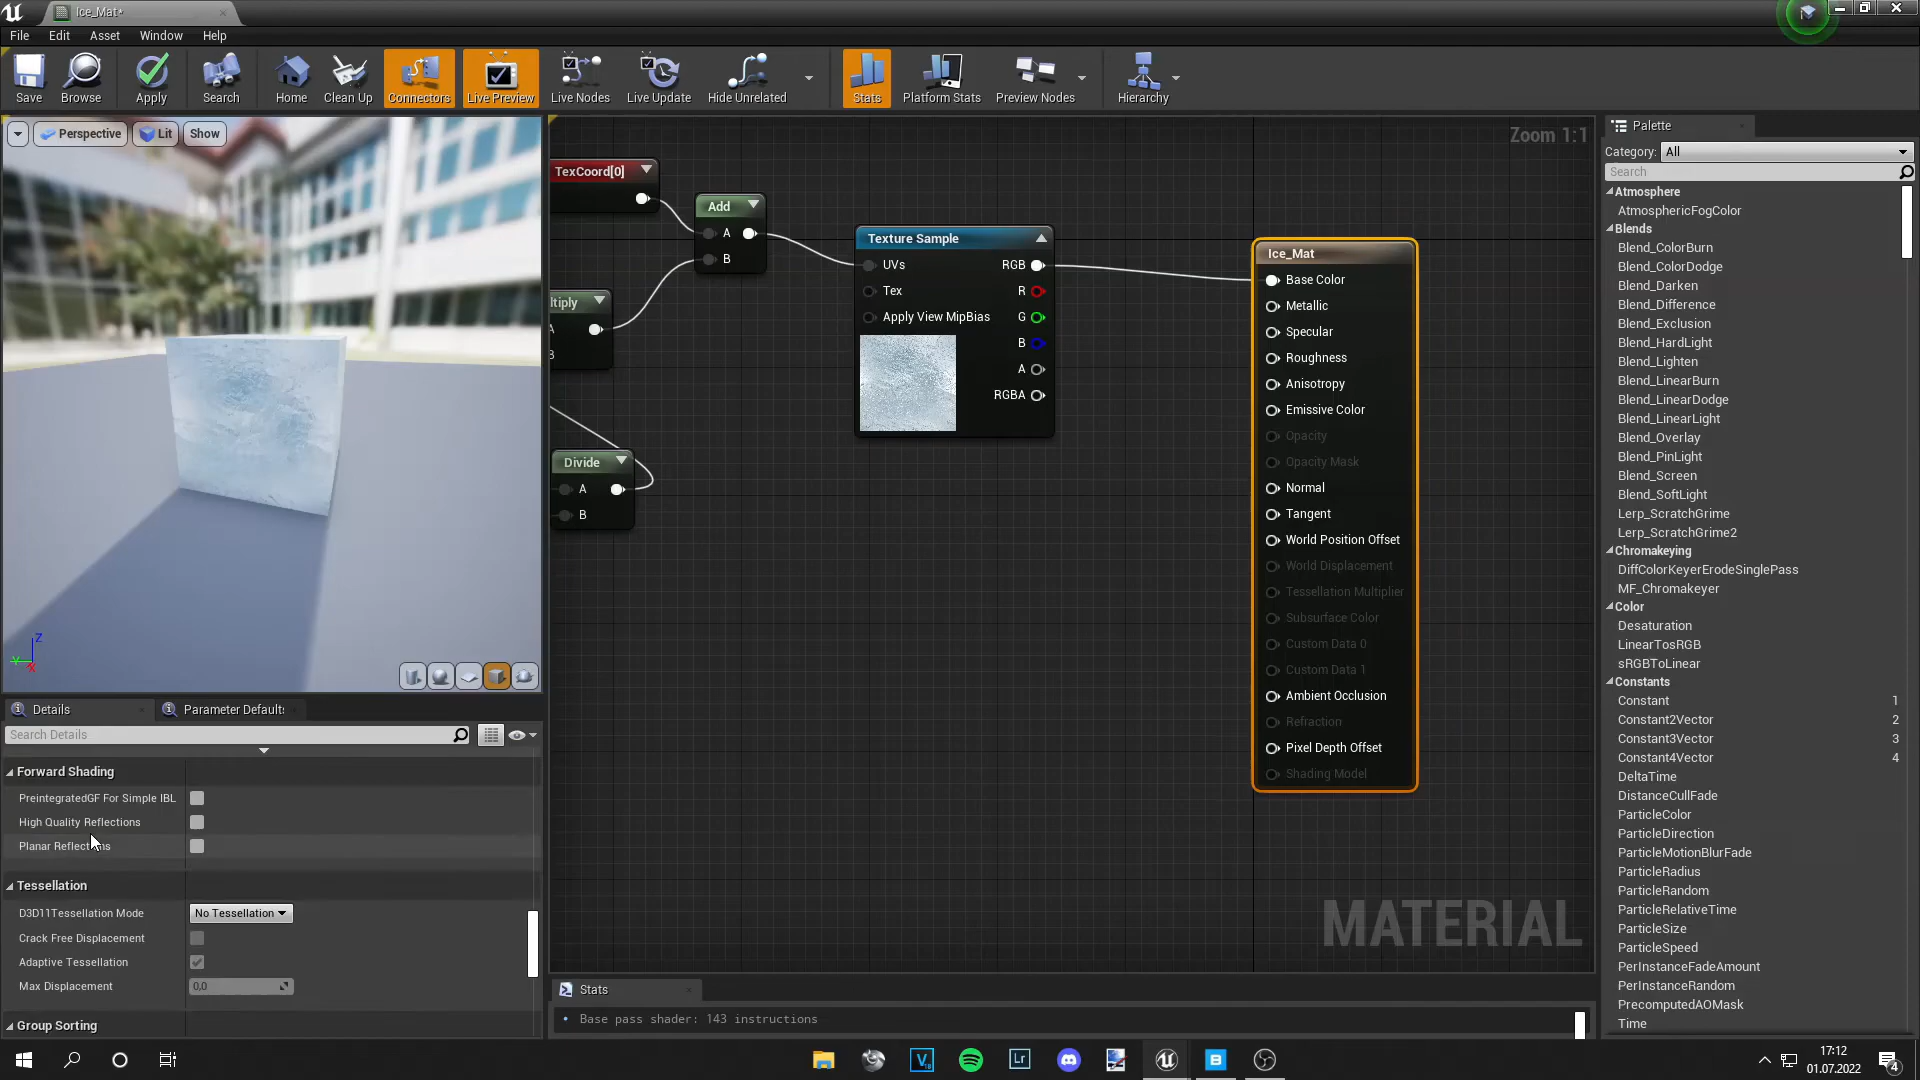 Ice_Mat*
File Edit Asset Window Help
Save Browse Apply Search Home Clean Up Connectors Live Preview Live Nodes Live Update Hide Unrelated Stats Platform Stats Preview Nodes Hierarchy
Perspective Lit Show
Zoom 1:1
TexCoord[0]
Add
A
B
ltiply
A
B
Divide
A
B
Texture Sample
UVs RGB
Tex R
Apply View MipBias G
B
A
RGBA
Ice_Mat
Base Color
Metallic
Specular
Roughness
Anisotropy
Emissive Color
Opacity
Opacity Mask
Normal
Tangent
World Position Offset
World Displacement
Tessellation Multiplier
Subsurface Color
Custom Data 0
Custom Data 1
Ambient Occlusion
Refraction
Pixel Depth Offset
Shading Model
MATERIAL
Z
Y
X
Details Parameter Defaults
Search Details
Forward Shading
PreintegratedGF For Simple IBL
High Quality Reflections
Planar Reflections
Tessellation
D3D11Tessellation Mode No Tessellation
Crack Free Displacement
Adaptive Tessellation
Max Displacement 0,0
Group Sorting
Stats
• Base pass shader: 143 instructions
Palette
Category: All
Search
Atmosphere
AtmosphericFogColor
Blends
Blend_ColorBurn
Blend_ColorDodge
Blend_Darken
Blend_Difference
Blend_Exclusion
Blend_HardLight
Blend_Lighten
Blend_LinearBurn
Blend_LinearDodge
Blend_LinearLight
Blend_Overlay
Blend_PinLight
Blend_Screen
Blend_SoftLight
Lerp_ScratchGrime
Lerp_ScratchGrime2
Chromakeying
DiffColorKeyerErodeSinglePass
MF_Chromakeyer
Color
Desaturation
LinearTosRGB
sRGBToLinear
Constants
Constant 1
Constant2Vector 2
Constant3Vector 3
Constant4Vector 4
DeltaTime
DistanceCullFade
ParticleColor
ParticleDirection
ParticleMotionBlurFade
ParticleRadius
ParticleRandom
ParticleRelativeTime
ParticleSize
ParticleSpeed
PerInstanceFadeAmount
PerInstanceRandom
PrecomputedAOMask
Time
Lr
17:12
01.07.2022
4